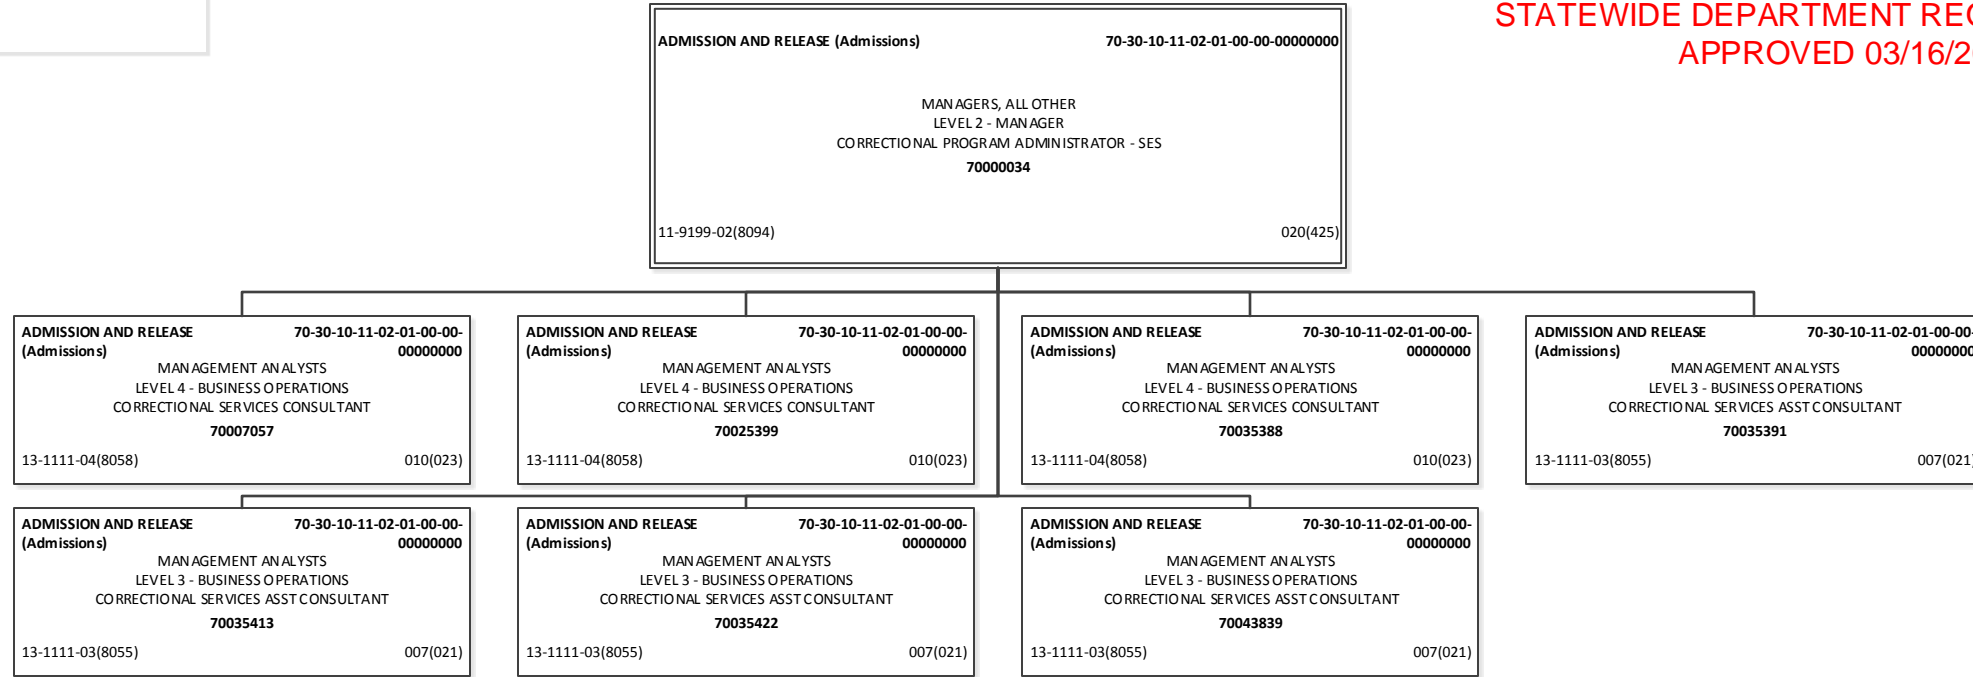 STATEWIDE DEPARTMENT
APPROVED 03/16/
ADMISSION AND RELEASE (Admissions) 70-30-10-11-02-01-00-00-00000000
MANAGERS, ALL OTHER
LEVEL 2 - MANAGER
CORRECTIONAL PROGRAM ADMINISTRATOR - SES
70000034
11-9199-02(8094) 020(425)
ADMISSION AND RELEASE 70-30-10-11-02-01-00-00-
(Admissions) 00000000
MANAGEMENT ANALYSTS
LEVEL 4 - BUSINESS OPERATIONS
CORRECTIONAL SERVICES CONSULTANT
70007057
13-1111-04(8058) 010(023)
ADMISSION AND RELEASE 70-30-10-11-02-01-00-00-
(Admissions) 00000000
MANAGEMENT ANALYSTS
LEVEL 4 - BUSINESS OPERATIONS
CORRECTIONAL SERVICES CONSULTANT
70025399
13-1111-04(8058) 010(023)
ADMISSION AND RELEASE 70-30-10-11-02-01-00-00-
(Admissions) 00000000
MANAGEMENT ANALYSTS
LEVEL 4 - BUSINESS OPERATIONS
CORRECTIONAL SERVICES CONSULTANT
70035388
13-1111-04(8058) 010(023)
ADMISSION AND RELEASE 70-30-10-11-02-01-00-00-
(Admissions) 00000000
MANAGEMENT ANALYSTS
LEVEL 3 - BUSINESS OPERATIONS
CORRECTIONAL SERVICES ASST CONSULTANT
70035391
13-1111-03(8055) 007(021)
ADMISSION AND RELEASE 70-30-10-11-02-01-00-00-
(Admissions) 00000000
MANAGEMENT ANALYSTS
LEVEL 3 - BUSINESS OPERATIONS
CORRECTIONAL SERVICES ASST CONSULTANT
70035413
13-1111-03(8055) 007(021)
ADMISSION AND RELEASE 70-30-10-11-02-01-00-00-
(Admissions) 00000000
MANAGEMENT ANALYSTS
LEVEL 3 - BUSINESS OPERATIONS
CORRECTIONAL SERVICES ASST CONSULTANT
70035422
13-1111-03(8055) 007(021)
ADMISSION AND RELEASE 70-30-10-11-02-01-00-00-
(Admissions) 00000000
MANAGEMENT ANALYSTS
LEVEL 3 - BUSINESS OPERATIONS
CORRECTIONAL SERVICES ASST CONSULTANT
70043839
13-1111-03(8055) 007(021)